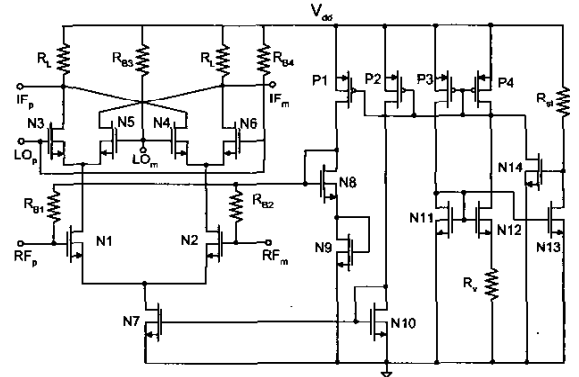 V_dd
R_L R_B3 R_L R_B4
P1 P2 P3 P4
R_st
IF_p IF_m
N3 N5 N4 N6
LO_p LO_m
N14
N8
R_B1 R_B2
N11 N12 N13
RF_p N1 N2 RF_m
N9
R_x
N7 N10